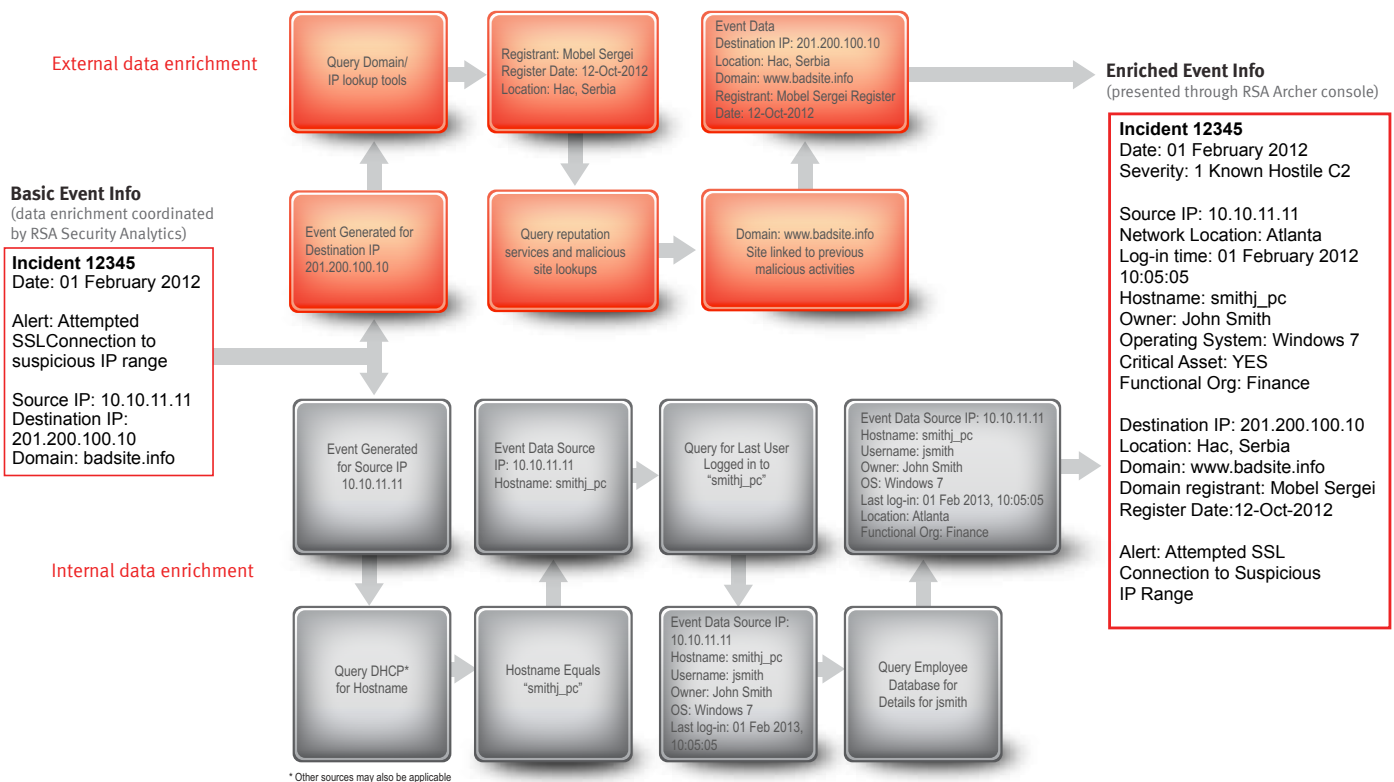 External data enrichment
Query Domain/
IP lookup tools
Registrant: Mobel Sergei
Register Date: 12-Oct-2012
Location: Hac, Serbia
Event Data
Destination IP: 201.200.100.10
Location: Hac, Serbia
Domain: www.badsite.info
Registrant: Mobel Sergei Register
Date: 12-Oct-2012
Basic Event Info
(data enrichment coordinated
by RSA Security Analytics)
Incident 12345
Date: 01 February 2012
Alert: Attempted
SSLConnection to
suspicious IP range
Source IP: 10.10.11.11
Destination IP:
201.200.100.10
Domain: badsite.info
Event Generated for
Destination IP
201.200.100.10
Query reputation
services and malicious
site lookups
Domain: www.badsite.info
Site linked to previous
malicious activities
Event Generated
for Source IP
10.10.11.11
Event Data Source
IP: 10.10.11.11
Hostname: smithj_pc
Query for Last User
Logged in to
“smithj_pc”
Event Data Source IP: 10.10.11.11
Hostname: smithj_pc
Username: jsmith
Owner: John Smith
OS: Windows 7
Last log-in: 01 Feb 2013, 10:05:05
Location: Atlanta
Functional Org: Finance
Internal data enrichment
Query DHCP*
for Hostname
Hostname Equals
“smithj_pc”
Event Data Source IP:
10.10.11.11
Hostname: smithj_pc
Username: jsmith
Owner: John Smith
OS: Windows 7
Last log-in: 01 Feb 2013,
10:05:05
Query Employee
Database for
Details for jsmith
* Other sources may also be applicable
Enriched Event Info
(presented through RSA Archer console)
Incident 12345
Date: 01 February 2012
Severity: 1 Known Hostile C2
Source IP: 10.10.11.11
Network Location: Atlanta
Log-in time: 01 February 2012
10:05:05
Hostname: smithj_pc
Owner: John Smith
Operating System: Windows 7
Critical Asset: YES
Functional Org: Finance
Destination IP: 201.200.100.10
Location: Hac, Serbia
Domain: www.badsite.info
Domain registrant: Mobel Sergei
Register Date:12-Oct-2012
Alert: Attempted SSL
Connection to Suspicious
IP Range